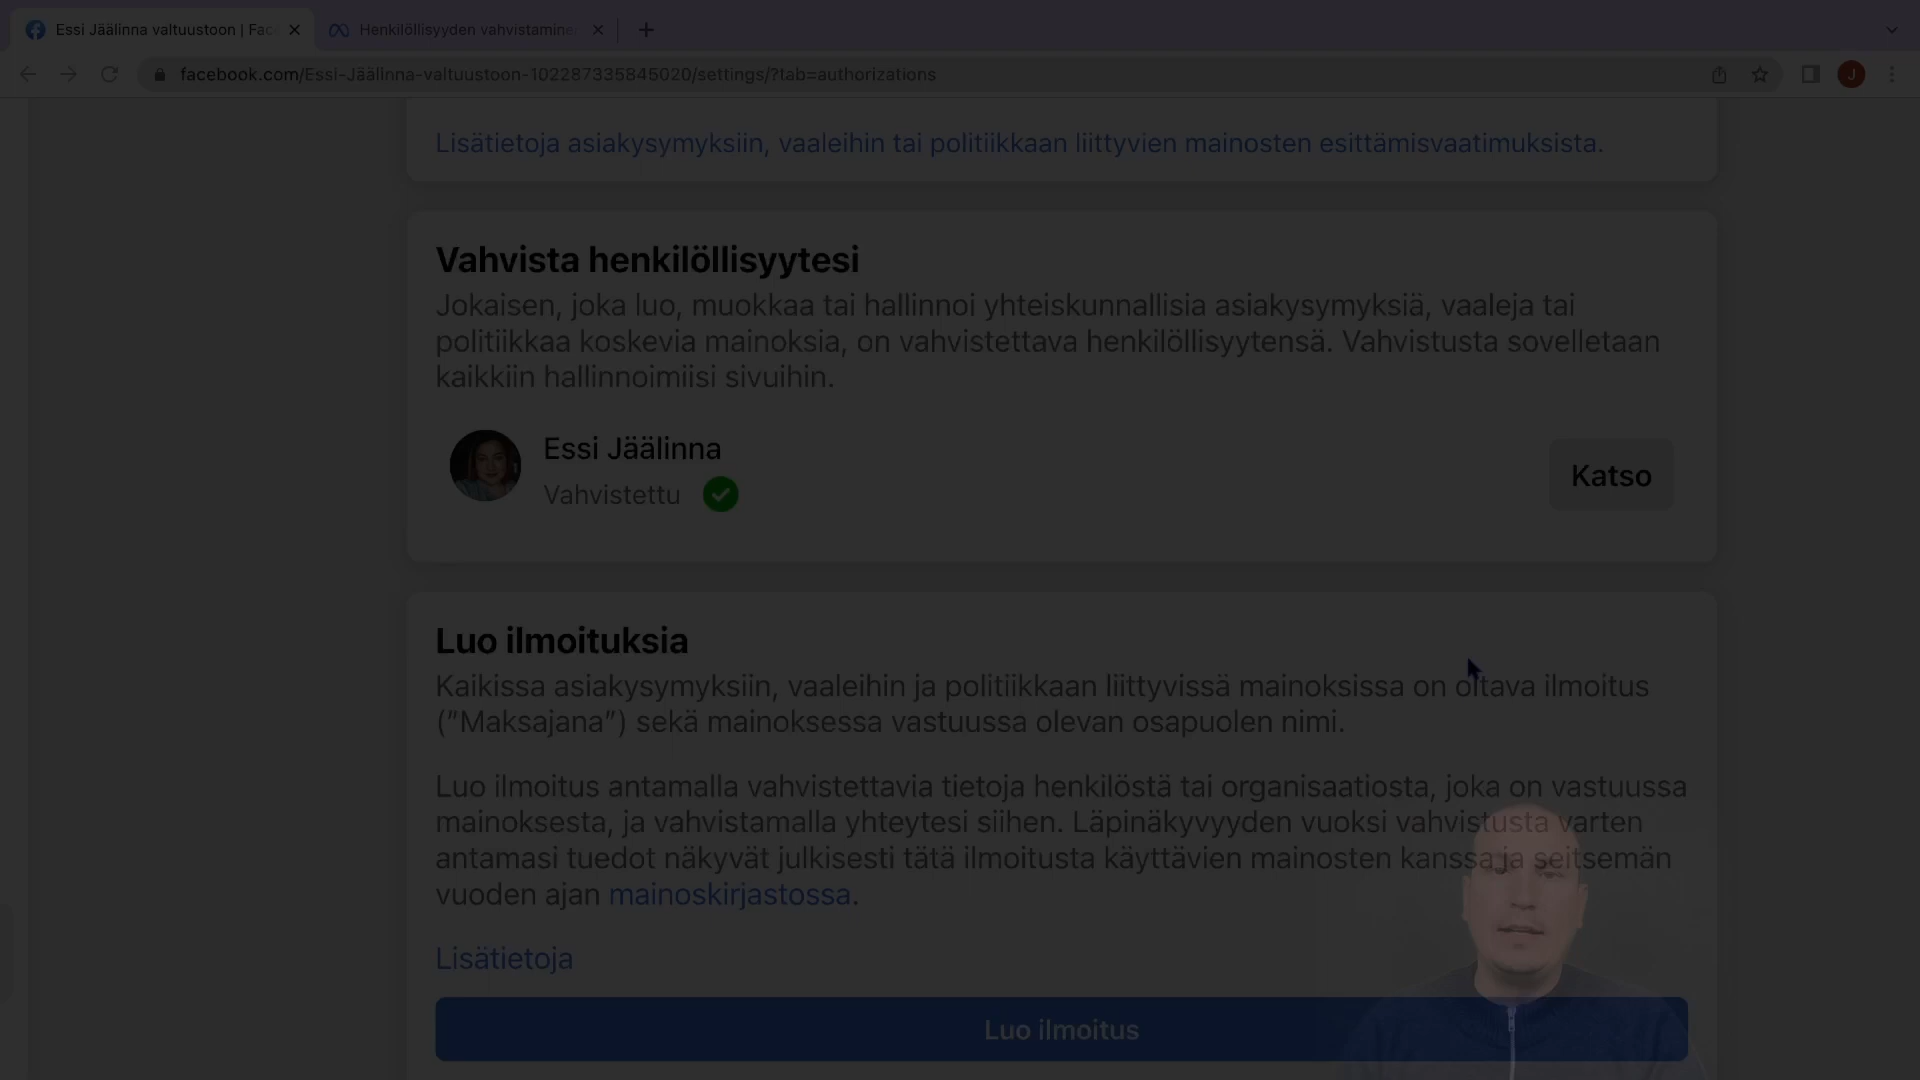 Essi Jäälinna valtuustoon | Fac
Henkilöllisyyden vahvistamine
facebook.com/Essi-Jäälinna-valtuustoon-102287335845020/settings/?tab=authorizations
J
Lisätietoja asiakysymyksiin, vaaleihin tai politiikkaan liittyvien mainosten esittämisvaatimuksista.
Vahvista henkilöllisyytesi
Jokaisen, joka luo, muokkaa tai hallinnoi yhteiskunnallisia asiakysymyksiä, vaaleja tai
politiikkaa koskevia mainoksia, on vahvistettava henkilöllisyytensä. Vahvistusta sovelletaan
kaikkiin hallinnoimiisi sivuihin.
Essi Jäälinna
Vahvistettu
Katso
Luo ilmoituksia
Kaikissa asiakysymyksiin, vaaleihin ja politiikkaan liittyvissä mainoksissa on oltava ilmoitus
("Maksajana") sekä mainoksessa vastuussa olevan osapuolen nimi.
Luo ilmoitus antamalla vahvistettavia tietoja henkilöstä tai organisaatiosta, joka on vastuussa
mainoksesta, ja vahvistamalla yhteytesi siihen. Läpinäkyvyyden vuoksi vahvistusta varten
antamasi tuedot näkyvät julkisesti tätä ilmoitusta käyttävien mainosten kanssa ja seitsemän
vuoden ajan mainoskirjastossa.
Lisätietoja
Luo ilmoitus